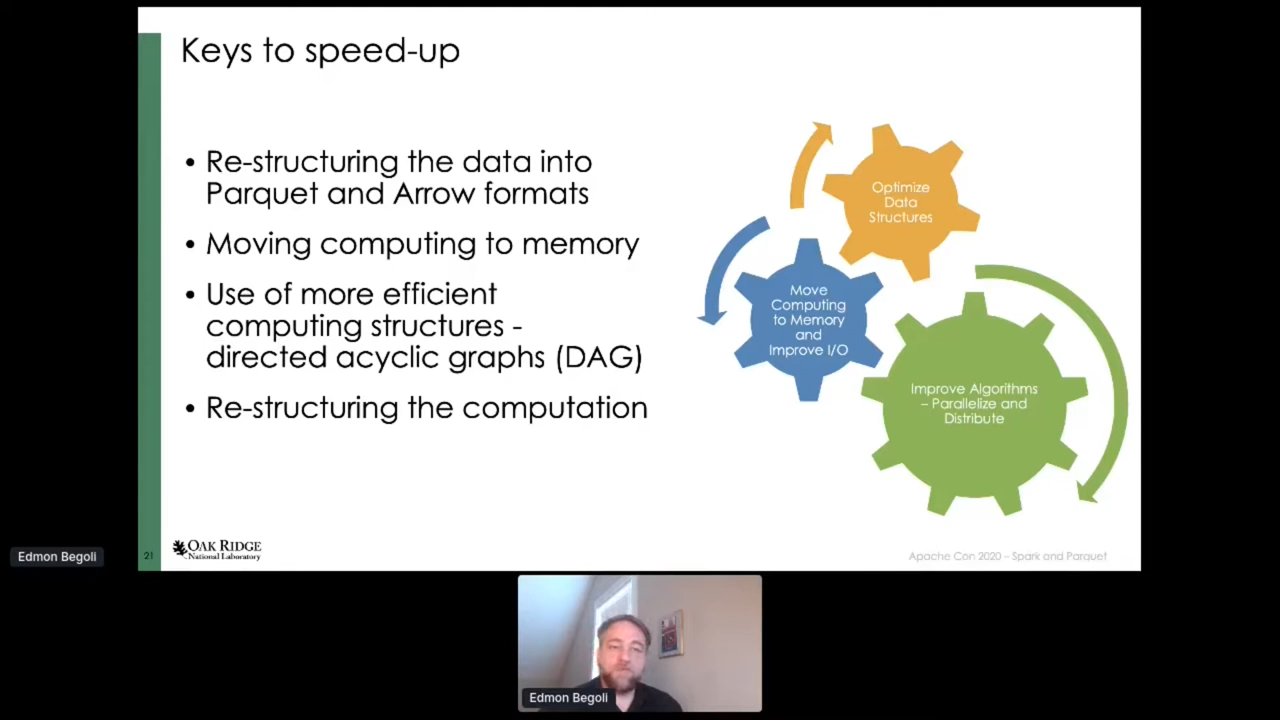 Keys to speed-up
• Re-structuring the data into
Parquet and Arrow formats
• Moving computing to memory
• Use of more efficient
computing structures -
directed acyclic graphs (DAG)
• Re-structuring the computation
Optimize
Data
Structures
Move
Computing
to Memory
and
Improve I/O
Improve Algorithms
– Parallelize and
Distribute
Edmon Begoli
21
OAK RIDGE
National Laboratory
Apache Con 2020 – Spark and Parquet
Edmon Begoli